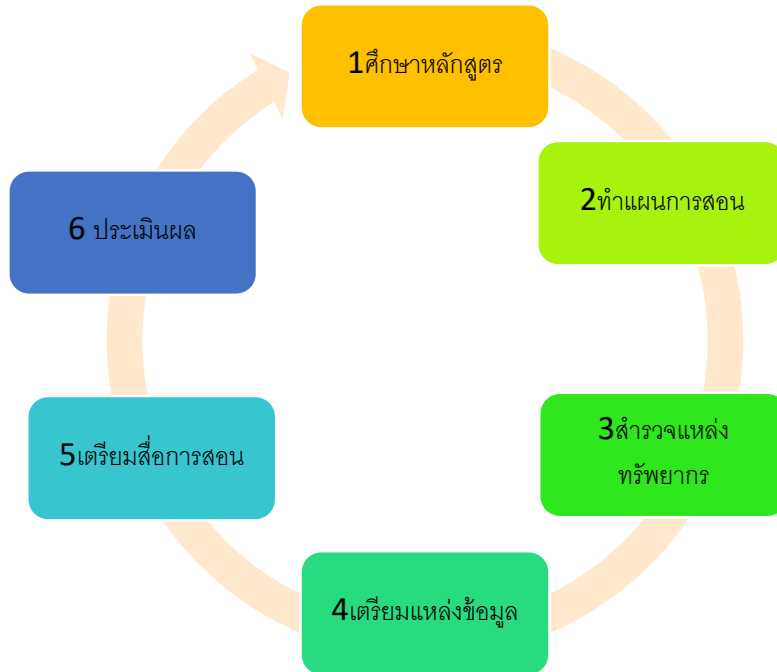 1ศึกษาหลักสูตร
2ทำแผนการสอน
3สำรวจแหล่ง
ทรัพยากร
4เตรียมแหล่งข้อมูล
5เตรียมสื่อการสอน
6 ประเมินผล